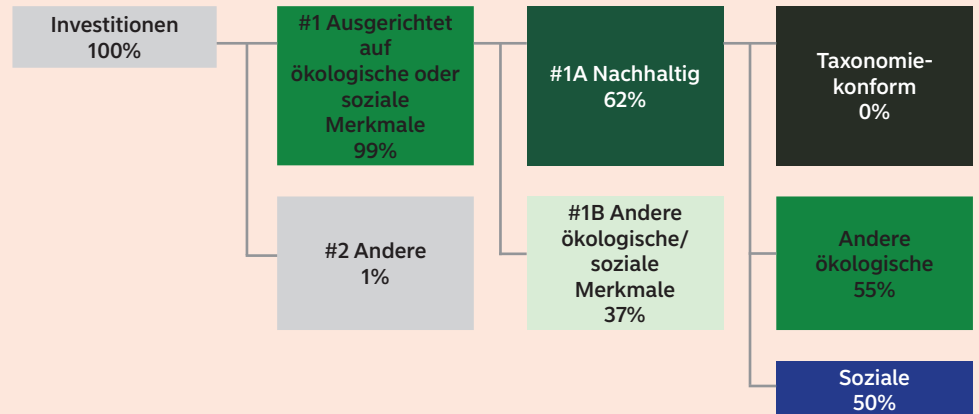 Investitionen
100%
#1 Ausgerichtet
auf
ökologische oder
soziale
Merkmale
99%
#1A Nachhaltig
62%
Taxonomie-
konform
0%
#2 Andere
1%
#1B Andere
ökologische/
soziale
Merkmale
37%
Andere
ökologische
55%
Soziale
50%